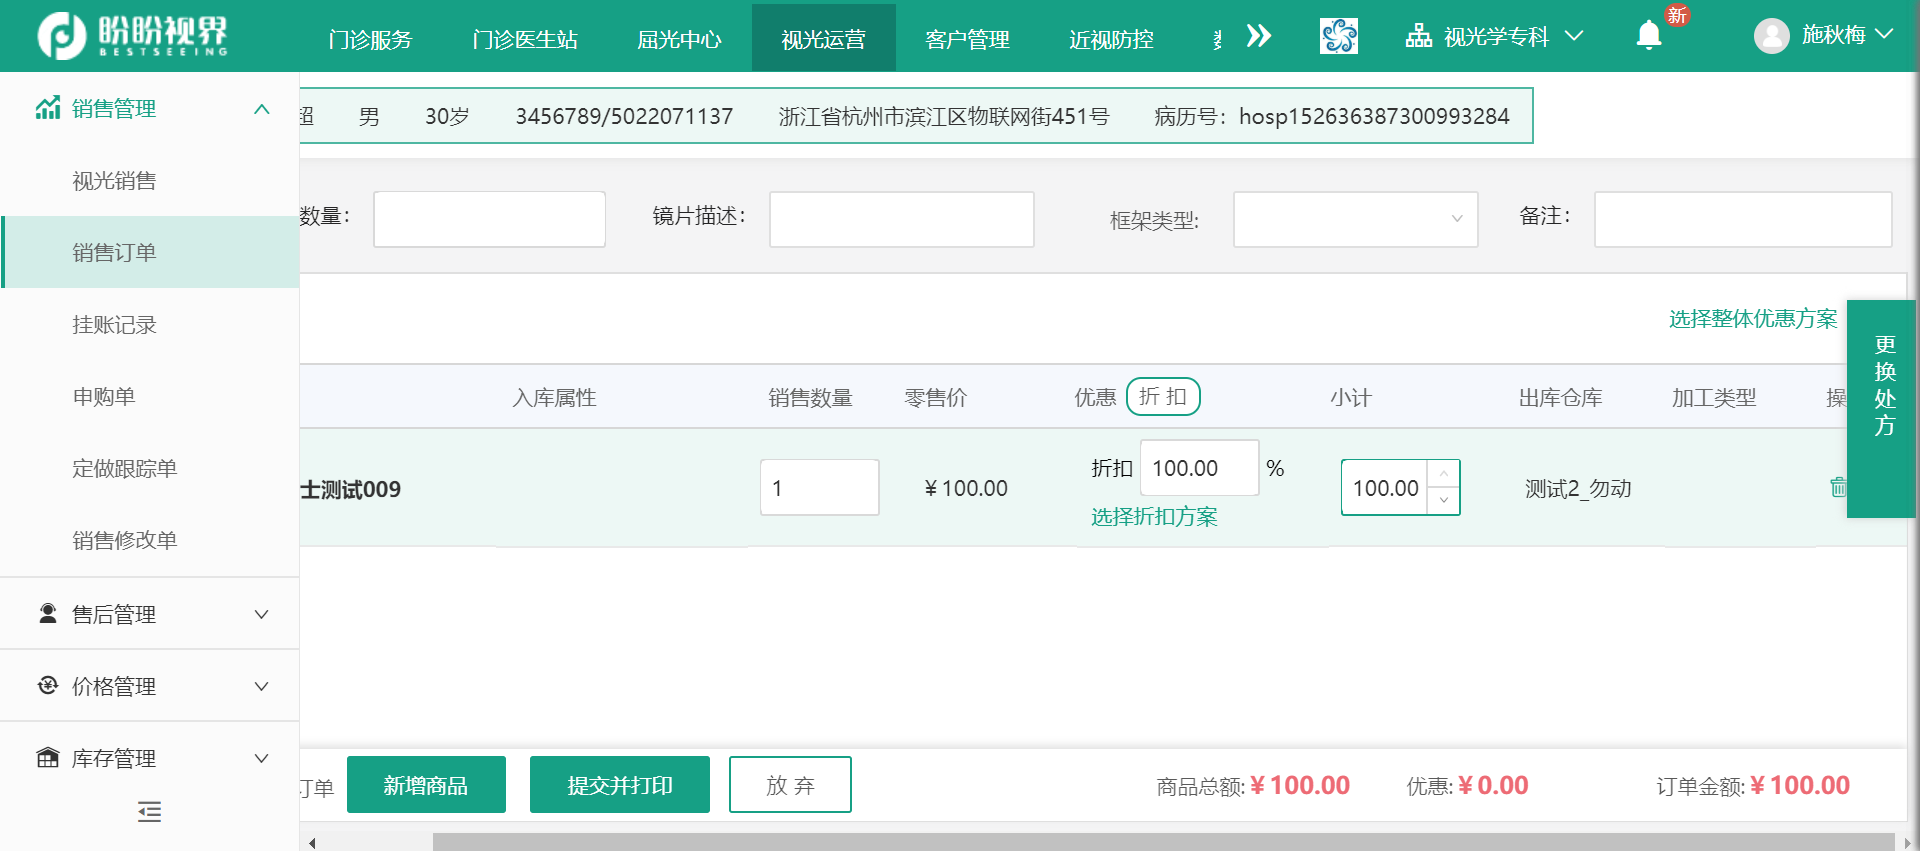 盼盼视界
BESTSEEING
门诊服务 门诊医生站 屈光中心 视光运营 客户管理 近视防控 视光学专科 新 施秋梅
销售管理
视光销售
销售订单
挂账记录
申购单
定做跟踪单
销售修改单
售后管理
价格管理
库存管理
超 男 30岁 3456789/5022071137 浙江省杭州市滨江区物联网街451号 病历号：hosp152636387300993284
数量： 镜片描述： 框架类型: 备注：
选择整体优惠方案
更换处方
入库属性 销售数量 零售价 优惠 折扣 小计 出库仓库 加工类型 操
士测试009 1 ¥100.00 折扣 100.00 % 100.00 测试2_勿动
选择折扣方案
订单 新增商品 提交并打印 放弃 商品总额:¥100.00 优惠:¥0.00 订单金额:¥100.00